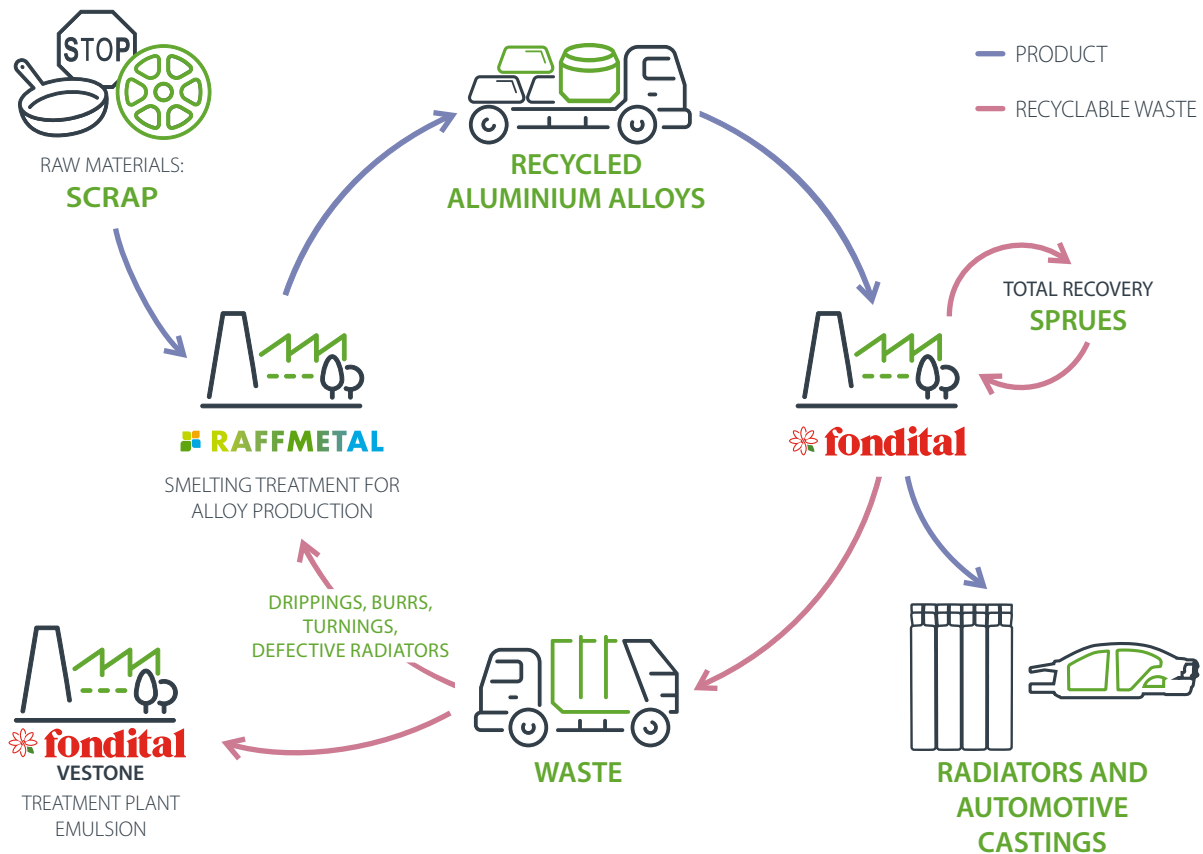 STOP
RAW MATERIALS:
SCRAP
RECYCLED
ALUMINIUM ALLOYS
PRODUCT
RECYCLABLE WASTE
TOTAL RECOVERY
SPRUES
RAFFMETAL
SMELTING TREATMENT FOR
ALLOY PRODUCTION
fondital
DRIPPINGS, BURRS,
TURNINGS,
DEFECTIVE RADIATORS
fondital
VESTONE
TREATMENT PLANT
EMULSION
WASTE
RADIATORS AND
AUTOMOTIVE
CASTINGS